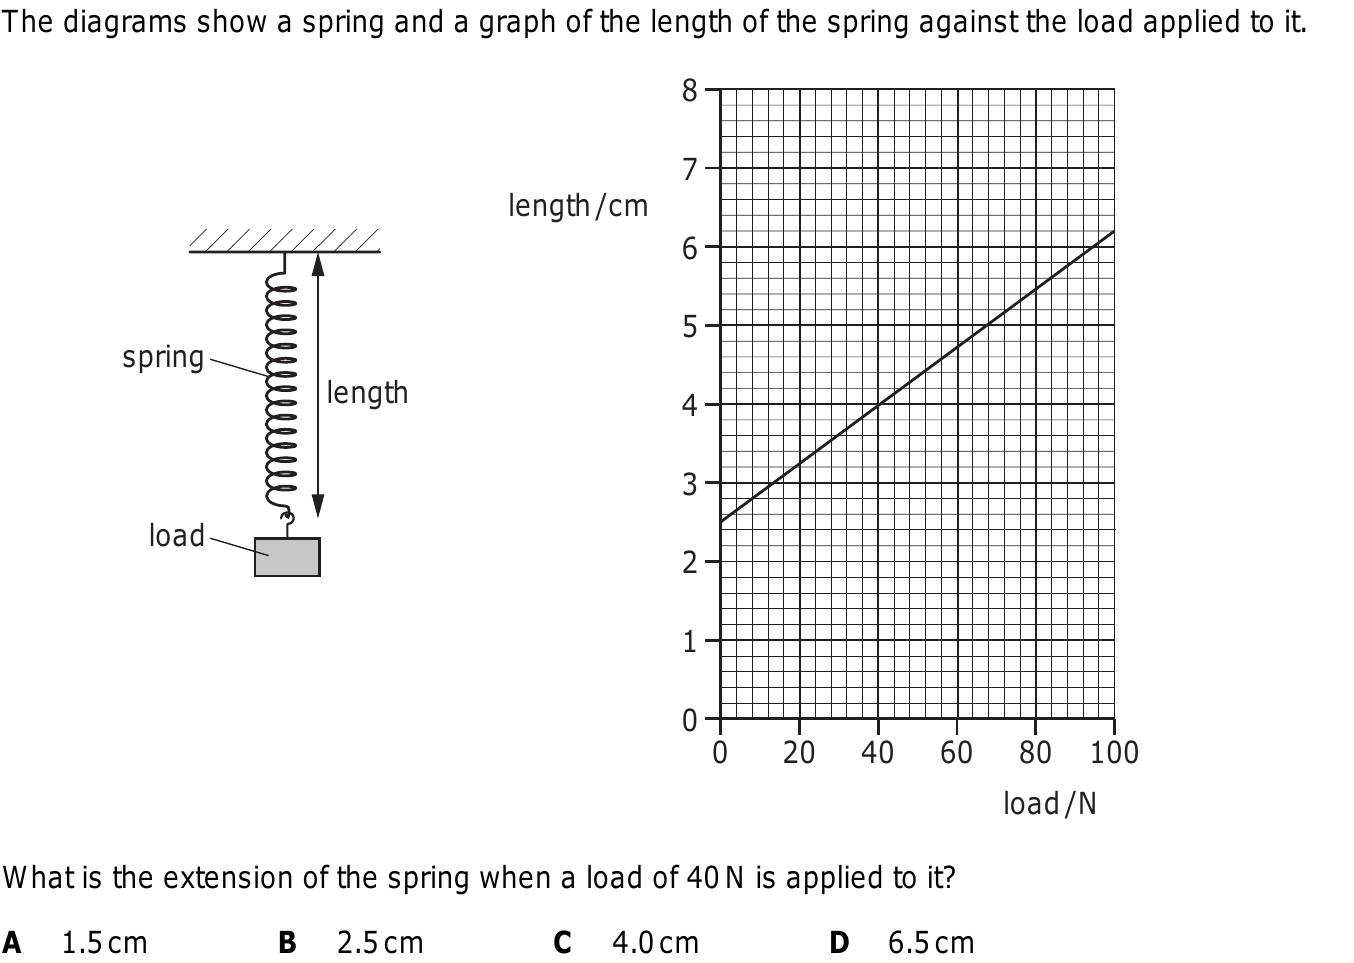 The diagrams show a spring and a graph of the length of the spring against the load applied to it.
8
7
length/cm
6
5
spring
length
4
3
load
2
1
0
0 20 40 60 80 100
load/N
What is the extension of the spring when a load of 40 N is applied to it?
A 1.5 cm B 2.5 cm C 4.0 cm D 6.5 cm